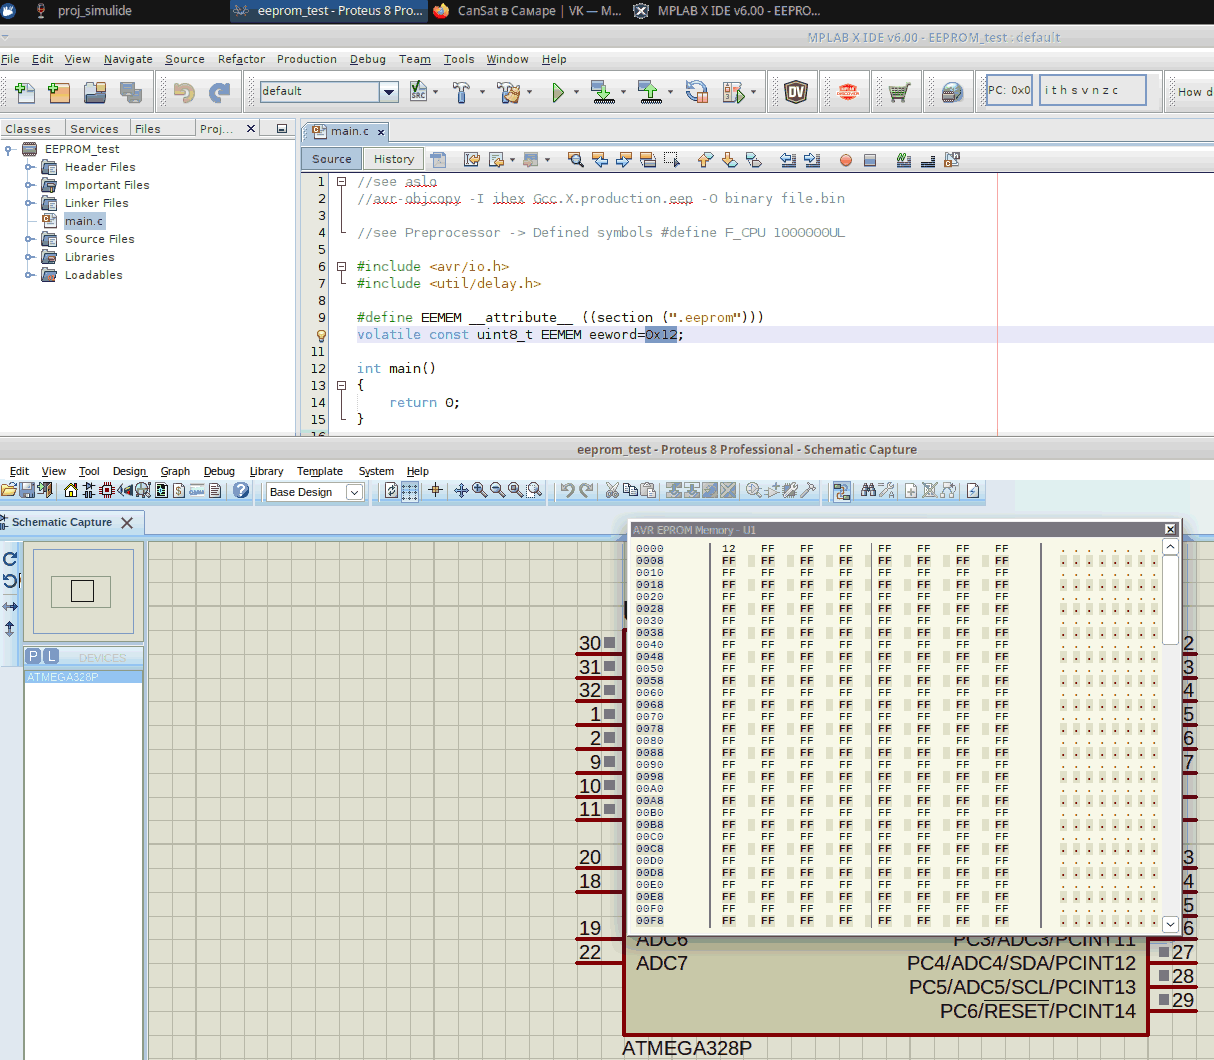 proj_simulide
eeprom_test - Proteus 8 Pro...
CanSat в Самаре | VK — M...
MPLAB X IDE v6.00 - EEPRO...
MPLAB X IDE v6.00 - EEPROM_test : default
File Edit View Navigate Source Refactor Production Debug Team Tools Window Help
default
PC: 0x0
i t h s v n z c
How d
Classes Services Files Proj... main.c
EEPROM_test
Header Files
Important Files
Linker Files
main.c
Source Files
Libraries
Loadables
Source History
1 //see aslo
2 //avr-objcopy -I ihex Gcc.X.production.eep -O binary file.bin
3
4 //see Preprocessor -> Defined symbols #define F_CPU 1000000UL
5
6 #include <avr/io.h>
7 #include <util/delay.h>
8
9 #define EEMEM __attribute__ ((section (".eeprom")))
volatile const uint8_t EEMEM eeword=0x12;
11
12 int main()
13 {
14 return 0;
15 }
16
eeprom_test - Proteus 8 Professional - Schematic Capture
Edit View Tool Design Graph Debug Library Template System Help
Base Design
Schematic Capture
P L DEVICES
ATMEGA328P
AVR EPROM Memory - U1
0000 12 FF FF FF FF FF FF FF ........
0008 FF FF FF FF FF FF FF FF ........
0010 FF FF FF FF FF FF FF FF ........
0018 FF FF FF FF FF FF FF FF ........
0020 FF FF FF FF FF FF FF FF ........
0028 FF FF FF FF FF FF FF FF ........
0030 FF FF FF FF FF FF FF FF ........
0038 FF FF FF FF FF FF FF FF ........
0040 FF FF FF FF FF FF FF FF ........
0048 FF FF FF FF FF FF FF FF ........
0050 FF FF FF FF FF FF FF FF ........
0058 FF FF FF FF FF FF FF FF ........
0060 FF FF FF FF FF FF FF FF ........
0068 FF FF FF FF FF FF FF FF ........
0070 FF FF FF FF FF FF FF FF ........
0078 FF FF FF FF FF FF FF FF ........
0080 FF FF FF FF FF FF FF FF ........
0088 FF FF FF FF FF FF FF FF ........
0090 FF FF FF FF FF FF FF FF ........
0098 FF FF FF FF FF FF FF FF ........
00A0 FF FF FF FF FF FF FF FF ........
00A8 FF FF FF FF FF FF FF FF ........
00B0 FF FF FF FF FF FF FF FF ........
00B8 FF FF FF FF FF FF FF FF ........
00C0 FF FF FF FF FF FF FF FF ........
00C8 FF FF FF FF FF FF FF FF ........
00D0 FF FF FF FF FF FF FF FF ........
00D8 FF FF FF FF FF FF FF FF ........
00E0 FF FF FF FF FF FF FF FF ........
00E8 FF FF FF FF FF FF FF FF ........
00F0 FF FF FF FF FF FF FF FF ........
00F8 FF FF FF FF FF FF FF FF ........
30 2
31 3
32 4
1 5
2 6
9 7
10
11
20 3
18 4
5
19 ADC6 PC3/ADC3/PCINT11 6
22 ADC7 PC4/ADC4/SDA/PCINT12 27
PC5/ADC5/SCL/PCINT13 28
PC6/RESET/PCINT14 29
ATMEGA328P